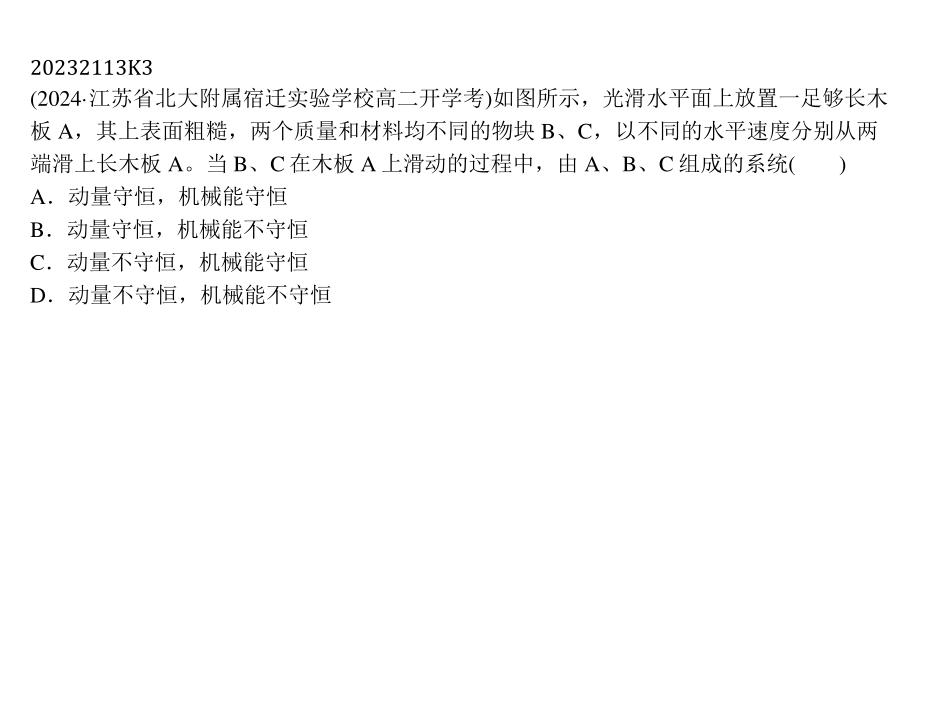 20232113K3
(2024·江苏省北大附属宿迁实验学校高二开学考)如图所示，光滑水平面上放置一足够长木
板 A，其上表面粗糙，两个质量和材料均不同的物块 B、C，以不同的水平速度分别从两
端滑上长木板 A。当 B、C 在木板 A 上滑动的过程中，由 A、B、C 组成的系统(　　)
A．动量守恒，机械能守恒
B．动量守恒，机械能不守恒
C．动量不守恒，机械能守恒
D．动量不守恒，机械能不守恒